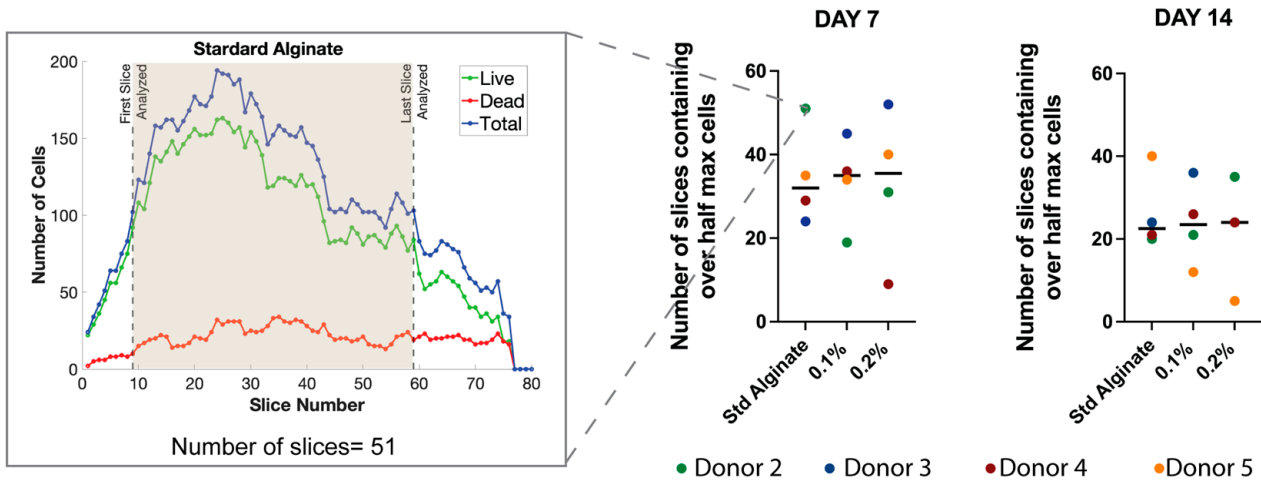 Stardard Alginate
Number of Cells
200
150
100
50
0
First Slice
Analyzed
Last Slice
Analyzed
Live
Dead
Total
0 10 20 30 40 50 60 70 80
Slice Number
Number of slices= 51
DAY 7
Number of slices containing
over half max cells
60
40
20
0
Std Alginate
0.1%
0.2%
DAY 14
Number of slices containing
over half max cells
60
40
20
0
Std Alginate
0.1%
0.2%
Donor 2 Donor 3 Donor 4 Donor 5